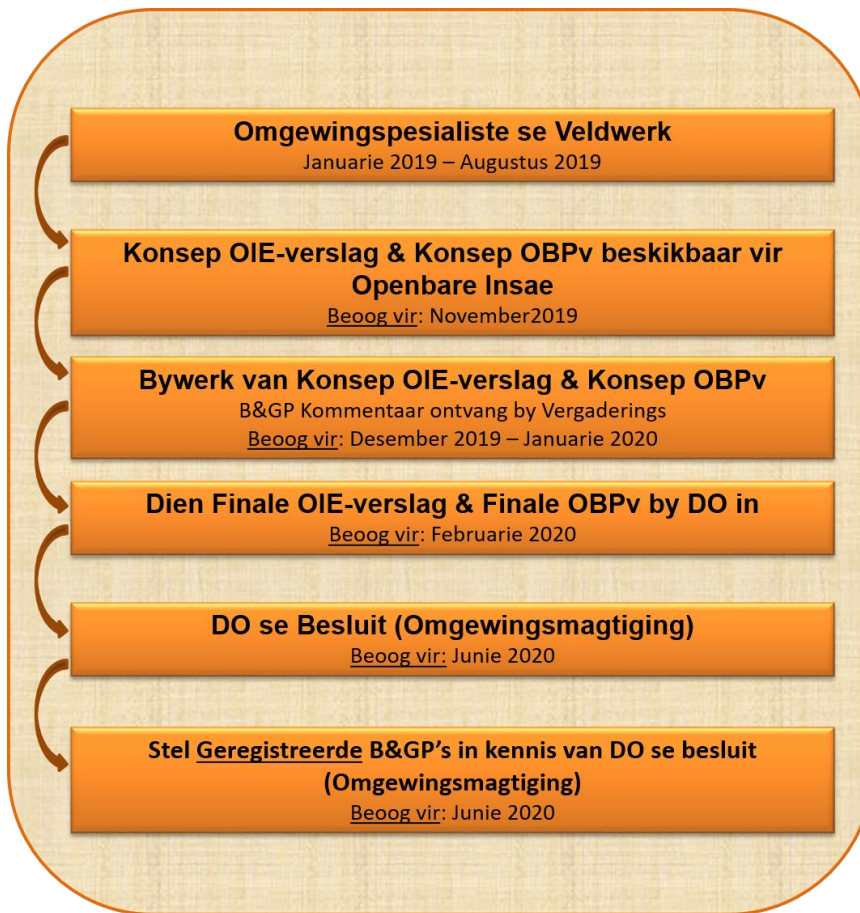 Omgewingspesialiste se Veldwerk
Januarie 2019 – Augustus 2019
Konsep OIE-verslag & Konsep OBPv beskikbaar vir
Openbare Insae
Beoog vir: November2019
Bywerk van Konsep OIE-verslag & Konsep OBPv
B&GP Kommentaar ontvang by Vergaderings
Beoog vir: Desember 2019 – Januarie 2020
Dien Finale OIE-verslag & Finale OBPv by DO in
Beoog vir: Februarie 2020
DO se Besluit (Omgewingsmagtiging)
Beoog vir: Junie 2020
Stel Geregistreerde B&GP’s in kennis van DO se besluit
(Omgewingsmagtiging)
Beoog vir: Junie 2020